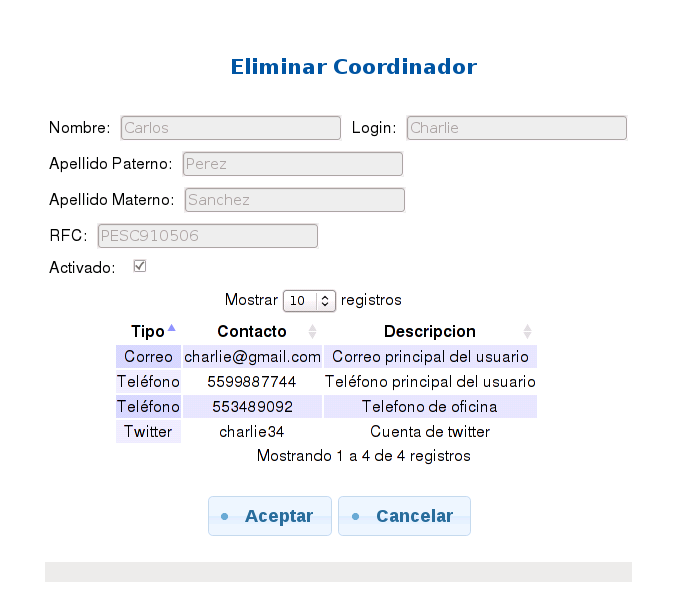 Eliminar Coordinador
Nombre: Carlos Login: Charlie
Apellido Paterno: Perez
Apellido Materno: Sanchez
RFC: PESC910506
Activado:
Mostrar 10 registros
Tipo Contacto Descripcion
Correo charlie@gmail.com Correo principal del usuario
Teléfono 5599887744 Teléfono principal del usuario
Teléfono 553489092 Telefono de oficina
Twitter charlie34 Cuenta de twitter
Mostrando 1 a 4 de 4 registros
Aceptar Cancelar